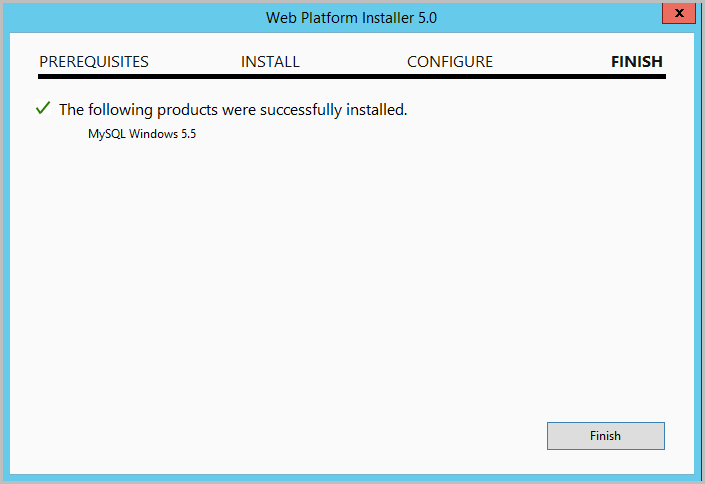 Web Platform Installer 5.0
x
PREREQUISITES INSTALL CONFIGURE FINISH
The following products were successfully installed.
MySQL Windows 5.5
Finish